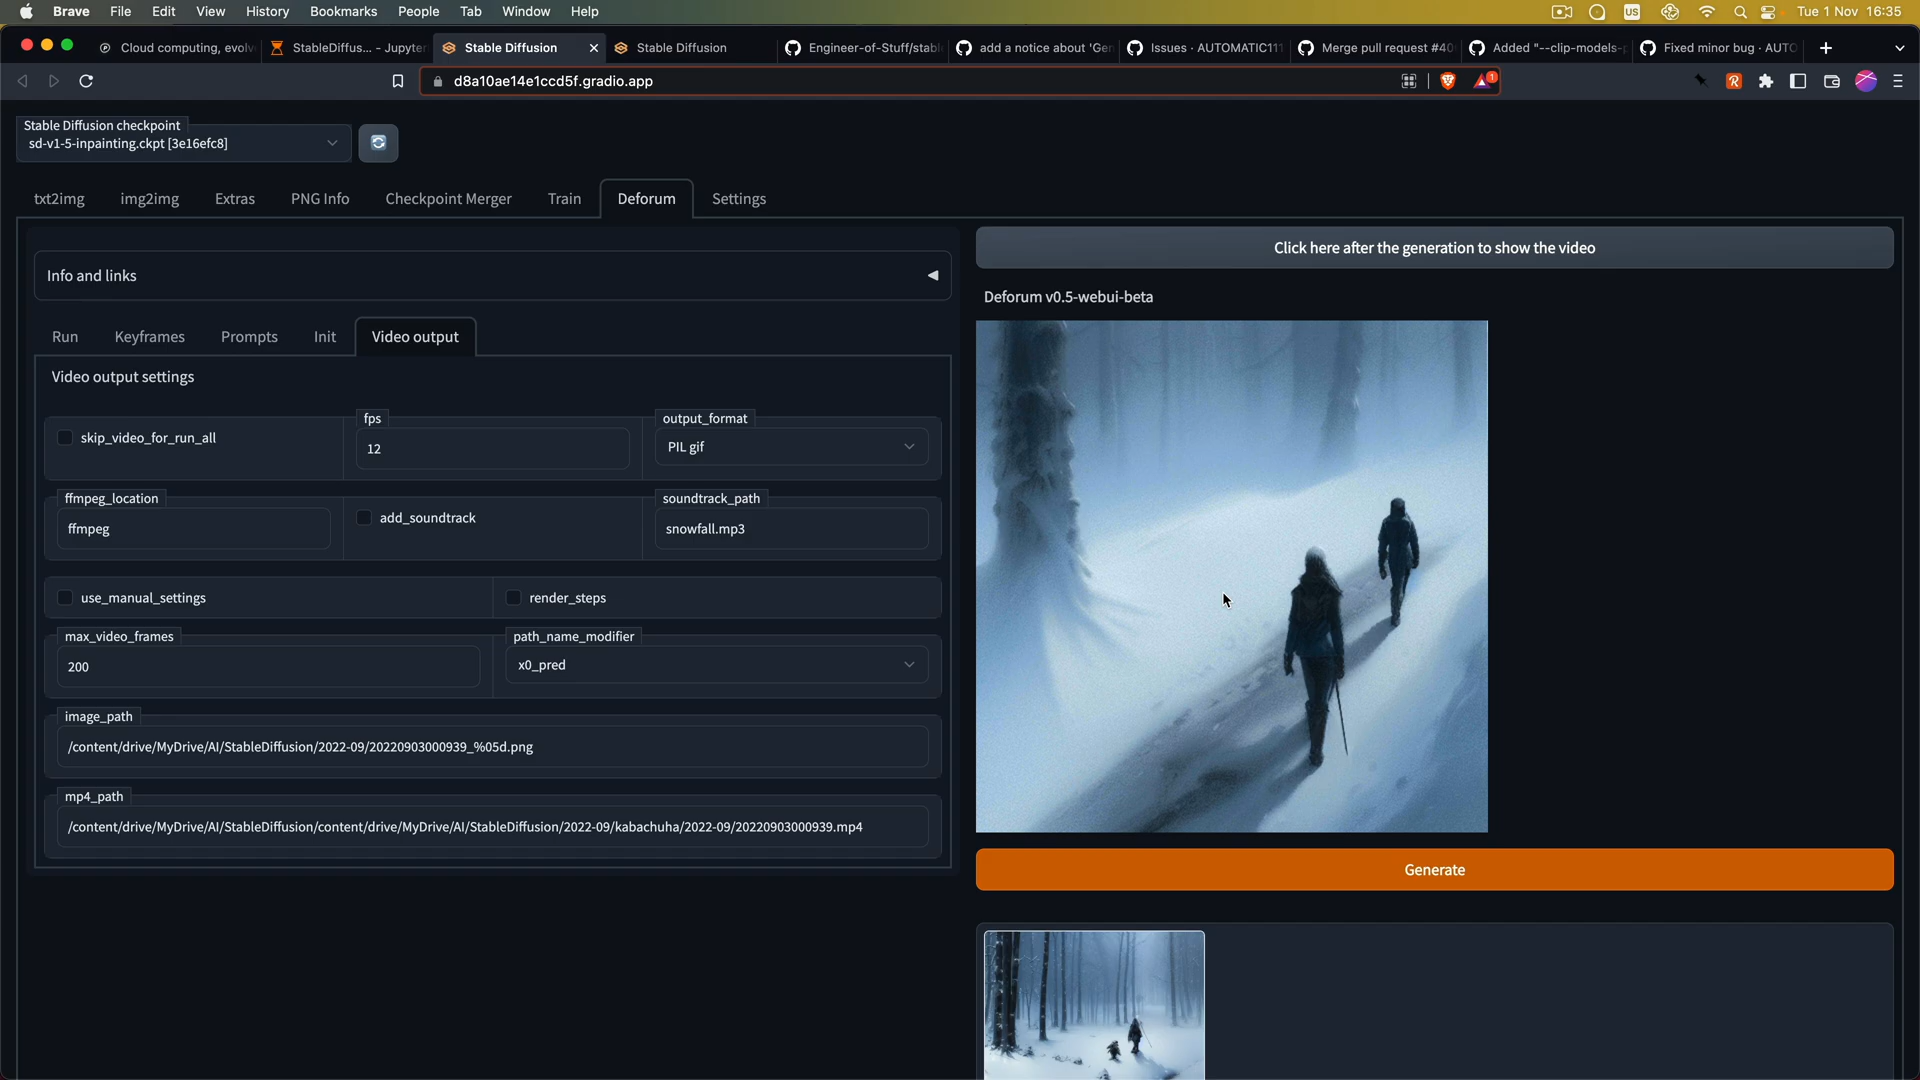 Brave File Edit View History Bookmarks People Tab Window Help US Tue 1 Nov 16:35
Cloud computing, evolv StableDiffus... - Jupyter Stable Diffusion Stable Diffusion Engineer-of-Stuff/stabl add a notice about 'Gen Issues · AUTOMATIC111 Merge pull request #40 Added "--clip-models-p Fixed minor bug · AUTO
d8a10ae14e1ccd5f.gradio.app 1
Stable Diffusion checkpoint
sd-v1-5-inpainting.ckpt [3e16efc8]
txt2img img2img Extras PNG Info Checkpoint Merger Train Deforum Settings
Click here after the generation to show the video
Info and links
Deforum v0.5-webui-beta
Run Keyframes Prompts Init Video output
Video output settings
fps output_format
skip_video_for_run_all 12 PIL gif
ffmpeg_location soundtrack_path
ffmpeg add_soundtrack snowfall.mp3
use_manual_settings render_steps
max_video_frames path_name_modifier
200 x0_pred
image_path
/content/drive/MyDrive/AI/StableDiffusion/2022-09/20220903000939_%05d.png
mp4_path
/content/drive/MyDrive/AI/StableDiffusion/content/drive/MyDrive/AI/StableDiffusion/2022-09/kabachuha/2022-09/20220903000939.mp4
Generate